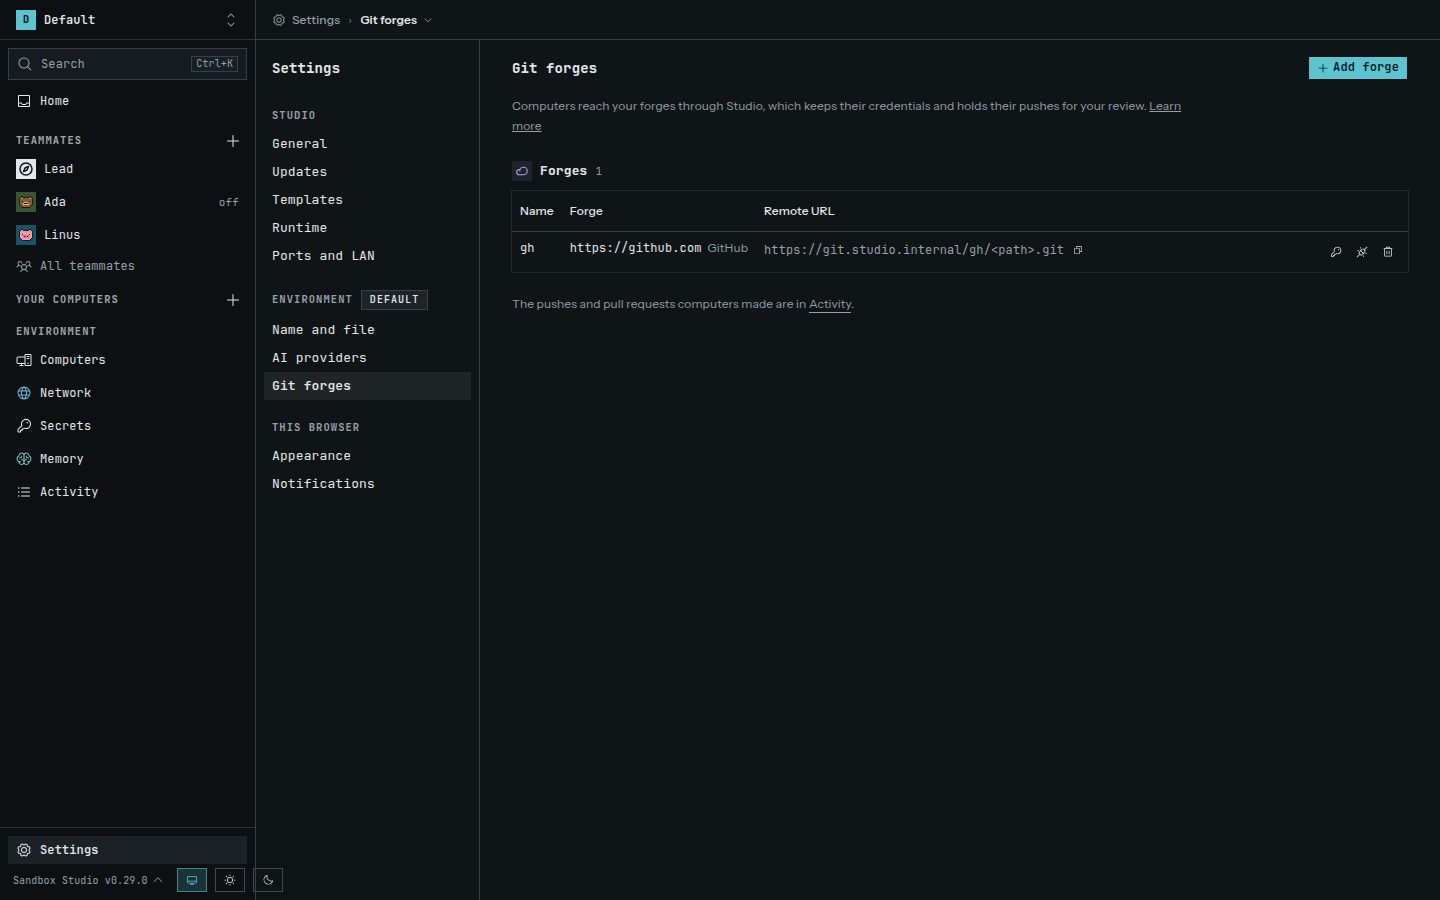 D Default
Settings › Git forges
Search Ctrl+K
Home
TEAMMATES
Lead
Ada off
Linus
All teammates
YOUR COMPUTERS
ENVIRONMENT
Computers
Network
Secrets
Memory
Activity
Settings
Sandbox Studio v0.29.0
Settings
STUDIO
General
Updates
Templates
Runtime
Ports and LAN
ENVIRONMENT DEFAULT
Name and file
AI providers
Git forges
THIS BROWSER
Appearance
Notifications
Git forges
Add forge
Computers reach your forges through Studio, which keeps their credentials and holds their pushes for your review. Learn
more
Forges 1
Name Forge Remote URL
gh https://github.com GitHub https://git.studio.internal/gh/<path>.git
The pushes and pull requests computers made are in Activity.